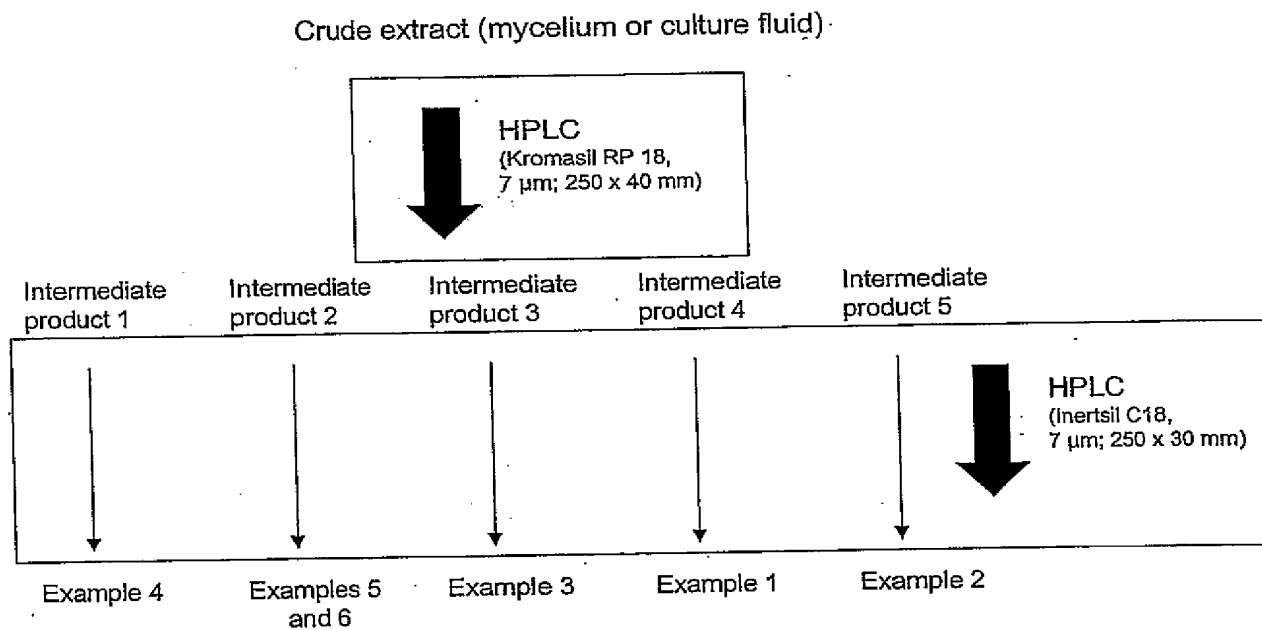 Crude extract (mycelium or culture fluid)
HPLC
(Kromasil RP 18,
7 µm; 250 x 40 mm)
Intermediate
product 1
Intermediate
product 2
Intermediate
product 3
Intermediate
product 4
Intermediate
product 5
HPLC
(Inertsil C18,
7 µm; 250 x 30 mm)
Example 4
Examples 5
and 6
Example 3
Example 1
Example 2